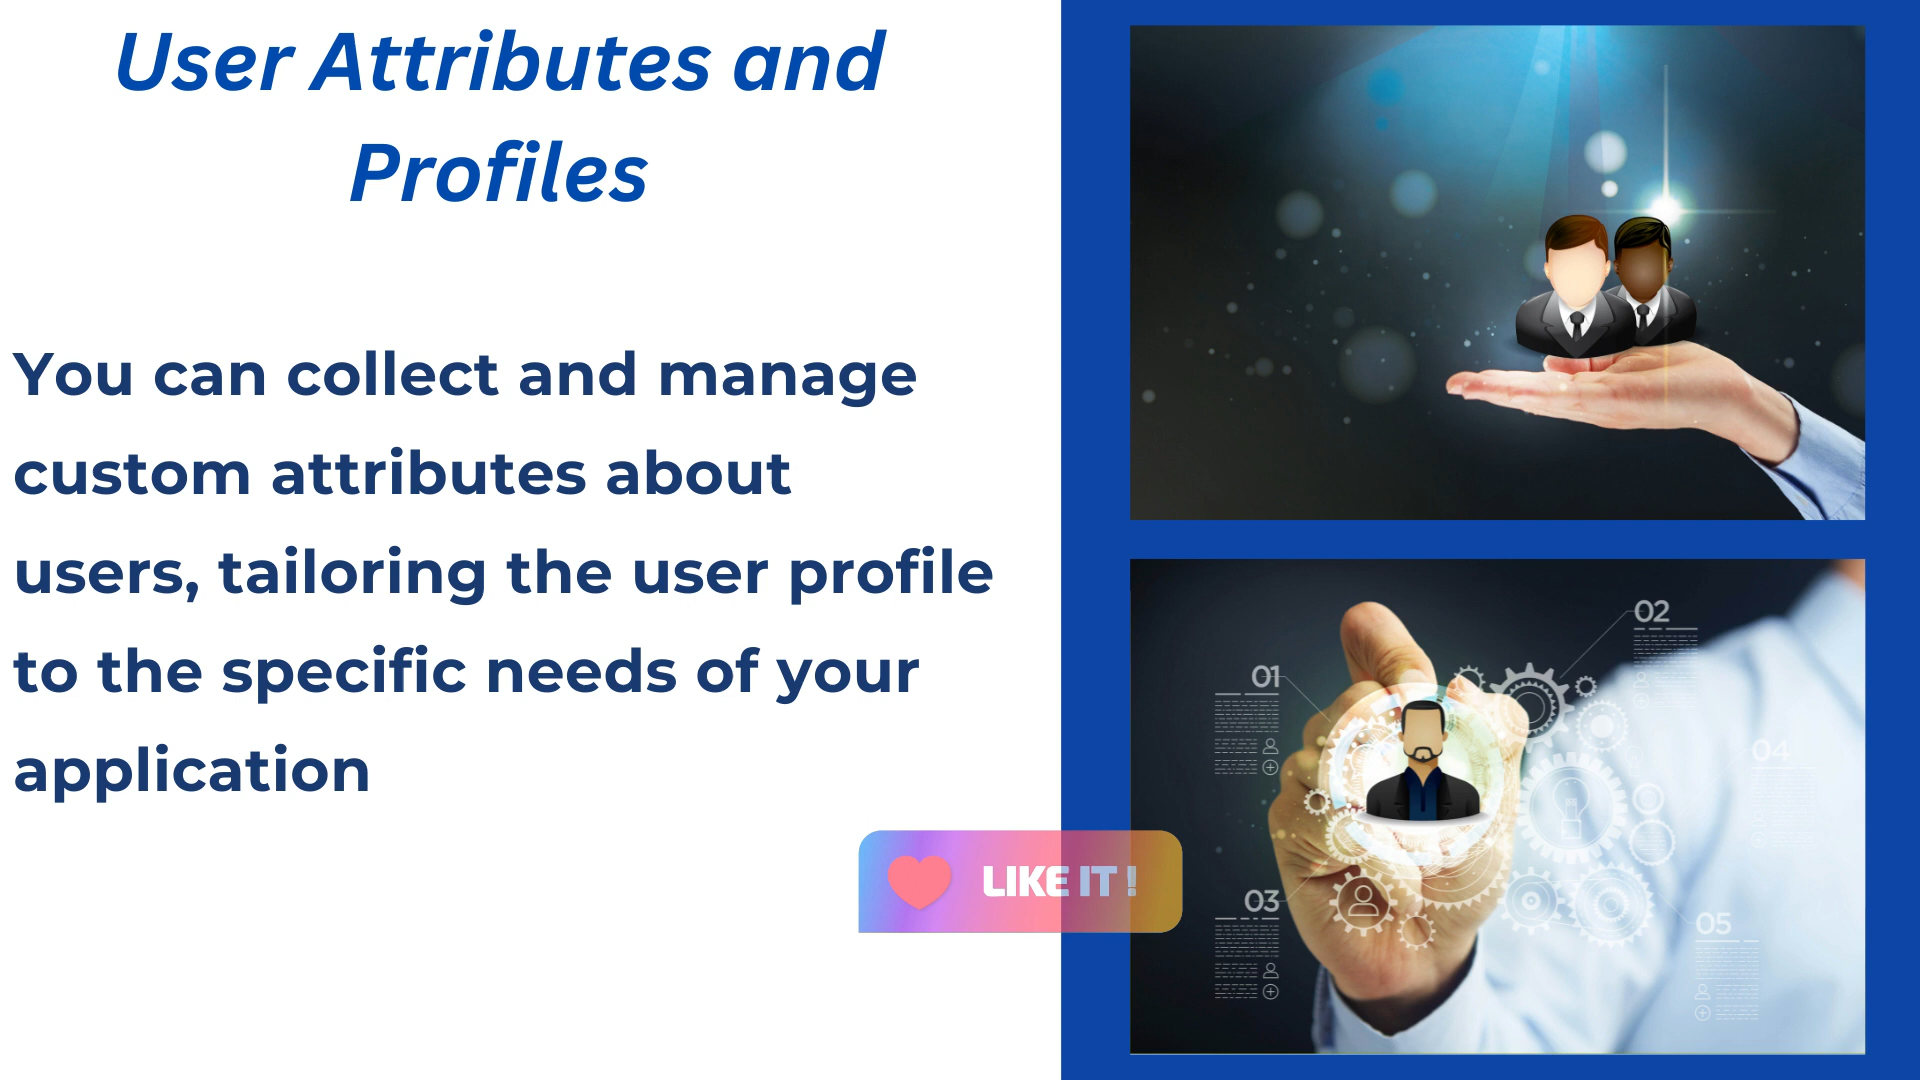 User Attributes and
Profiles
You can collect and manage
custom attributes about
users, tailoring the user profile
to the specific needs of your
application
LIKE IT !
01
02
03
04
05